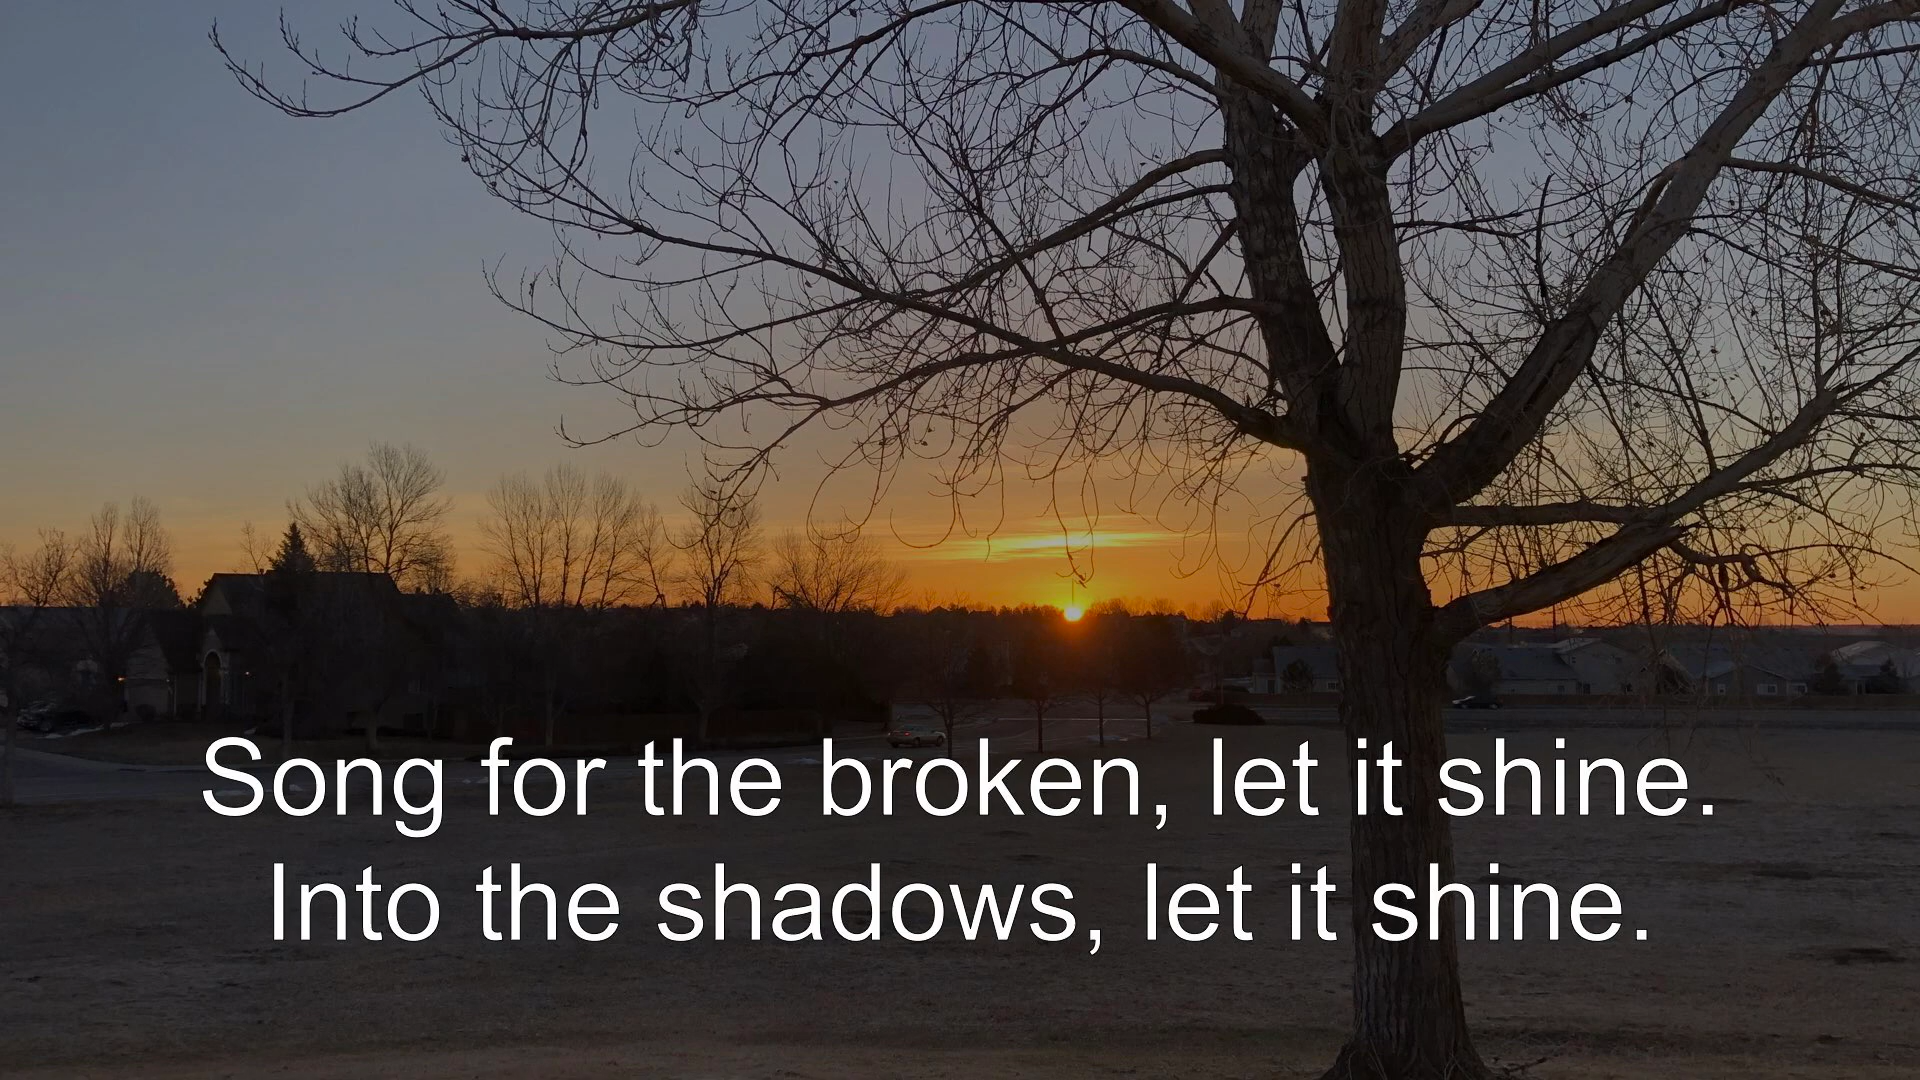 Song for the broken, let it shine.
Into the shadows, let it shine.